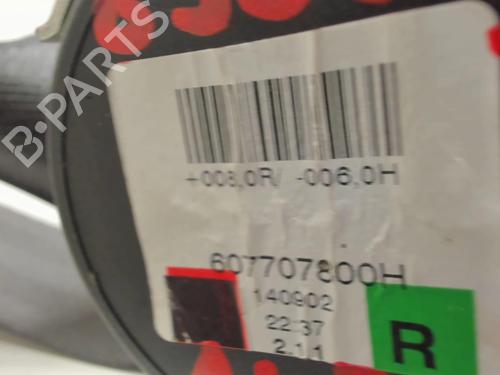 B-PARTS
+008,0R/ -006,0H
607707800H
140902
22:37
2.1.1
R